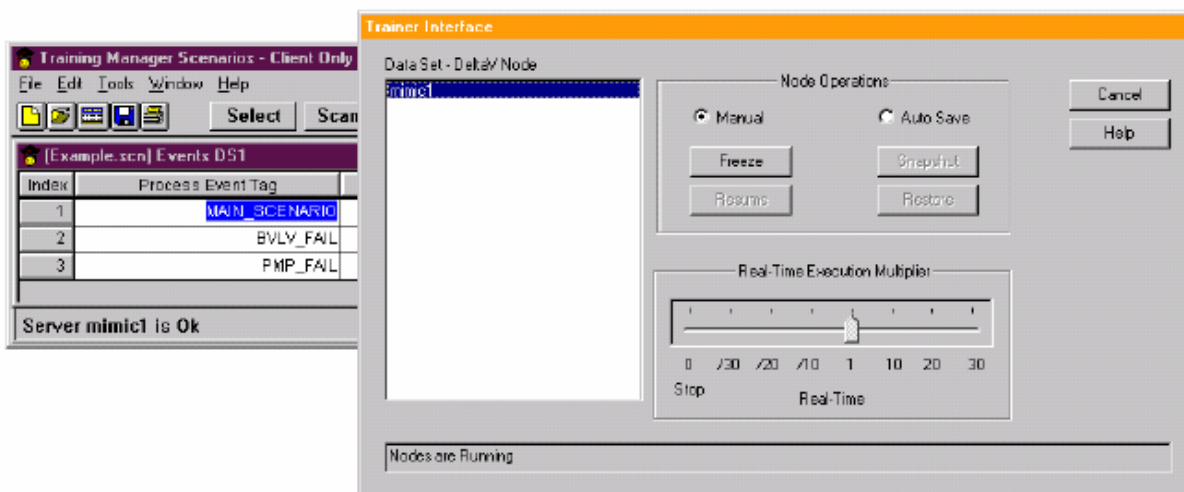 Training Manager Scenarios - Client Only
File Edit Tools Window Help
Select Scan
[Example.scn] Events DS1
Index Process Event Tag
1 MAIN_SCENARIO
2 BVLV_FAIL
3 PMP_FAIL
Server mimic1 is Ok
Trainer Interface
Data Set - DeltaV Node
mimic1
Node Operations
Manual Auto Save
Freeze Snapshot
Resume Restore
Cancel
Help
Real-Time Execution Multiplier
0 /30 /20 /10 1 10 20 30
Stop Real-Time
Nodes are Running